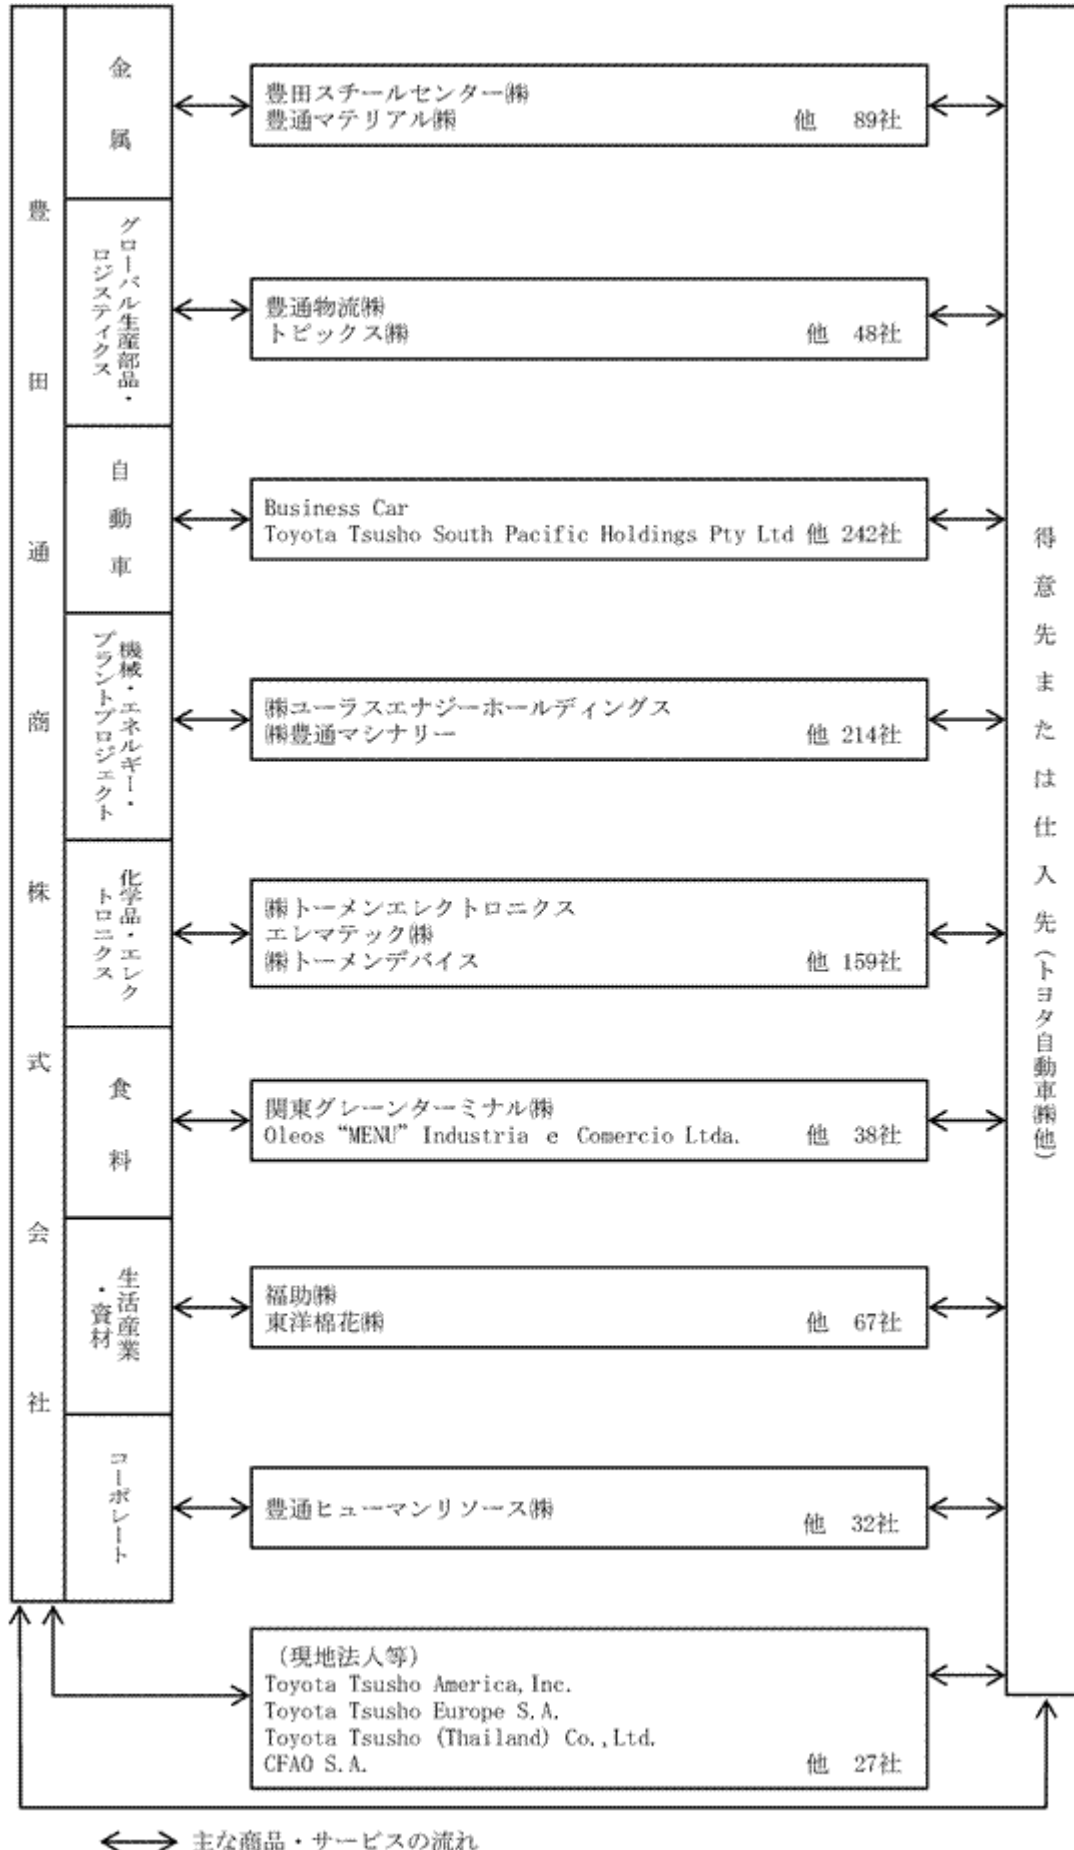 豊田通商株式会社
金属
豊田スチールセンター㈱
豊通マテリアル㈱ 他 89社
グローバル生産部品・
ロジスティクス
豊通物流㈱
トピックス㈱ 他 48社
自動車
Business Car
Toyota Tsusho South Pacific Holdings Pty Ltd 他 242社
機械・エネルギー・
プラントプロジェクト
㈱ユーラスエナジーホールディングス
㈱豊通マシナリー 他 214社
化学品・エレク
トロニクス
㈱トーメンエレクトロニクス
エレマテック㈱
㈱トーメンデバイス 他 159社
食料
関東グレーンターミナル㈱
Oleos “MENU” Industria e Comercio Ltda. 他 38社
生活産業
・資材
福助㈱
東洋棉花㈱ 他 67社
コーポレート
豊通ヒューマンリソース㈱ 他 32社
(現地法人等)
Toyota Tsusho America,Inc.
Toyota Tsusho Europe S.A.
Toyota Tsusho (Thailand) Co.,Ltd.
CFAO S.A. 他 27社
得意先または仕入先(トヨタ自動車㈱他)
主な商品・サービスの流れ